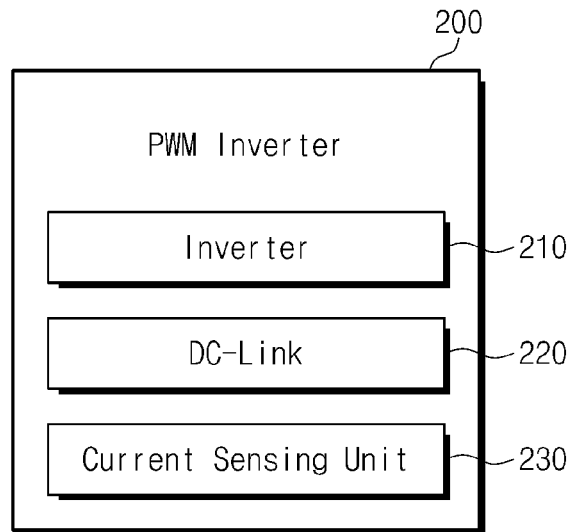 200
PWM Inverter
Inverter
210
DC-Link
220
Current Sensing Unit
230